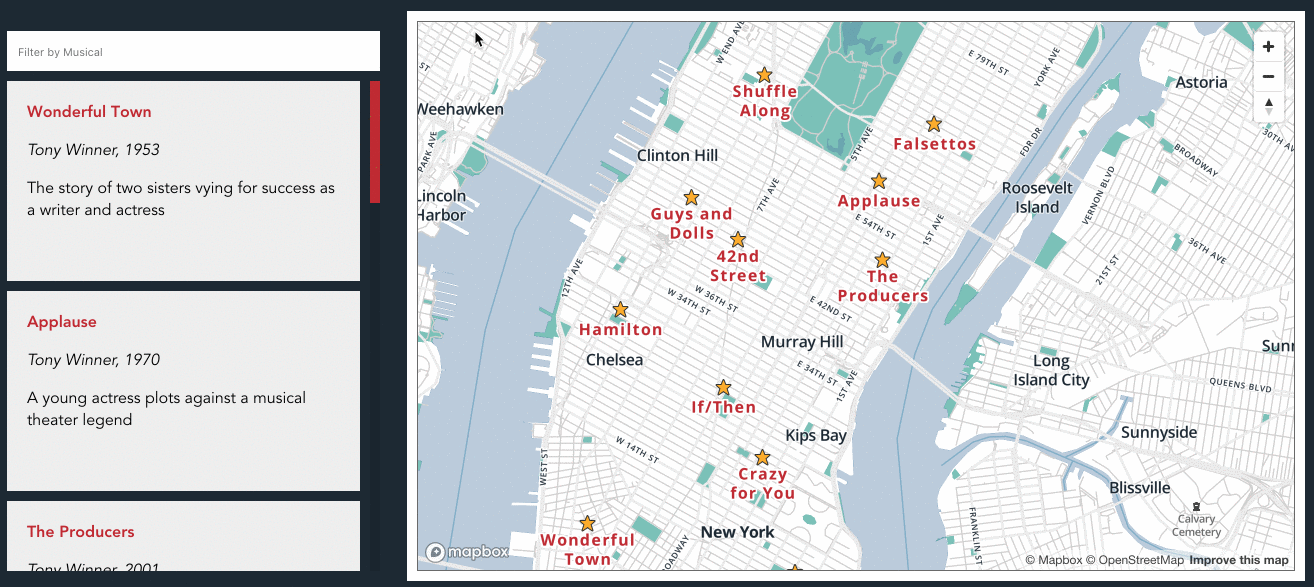 Filter by Musical
Wonderful Town
Tony Winner, 1953
The story of two sisters vying for success as
a writer and actress
Applause
Tony Winner, 1970
A young actress plots against a musical
theater legend
The Producers
Tony Winner, 2001
W END AV
E 79TH ST
YORK AVE
ST
Shuffle
Along
Astoria
Weehawken
Falsettos
30TH AV
PARK AVE
Clinton Hill
5TH AVE
FDR DR
BROADWAY
Lincoln
Harbor
7TH AVE
Applause
Roosevelt
Island
VERNON BLVD
Guys and
Dolls
E 54TH ST
1ST AVE
42nd
Street
36TH AVE
12TH AVE
The
Producers
21ST ST
W 36TH ST
W 34TH ST
E 42ND ST
Hamilton
Murray Hill
Chelsea
Long
Island City
Sunn
E 34TH ST
1ST AVE
QUEENS BLVD
If/Then
Kips Bay
Sunnyside
W 14TH ST
WEST ST
Crazy
for You
Blissville
New York
FRANKLIN ST
Calvary
Cemetery
Wonderful
Town
OADWAY
mapbox
© Mapbox © OpenStreetMap Improve this map